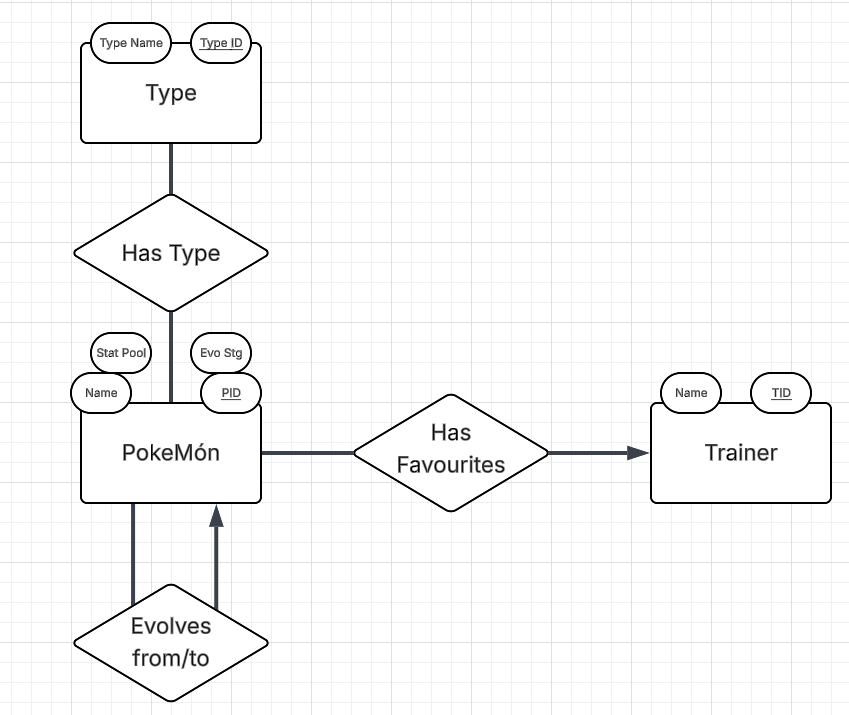 Type Name
Type ID
Type
Has Type
Stat Pool
Evo Stg
Name
PID
PokeMón
Has
Favourites
Name
TID
Trainer
Evolves
from/to